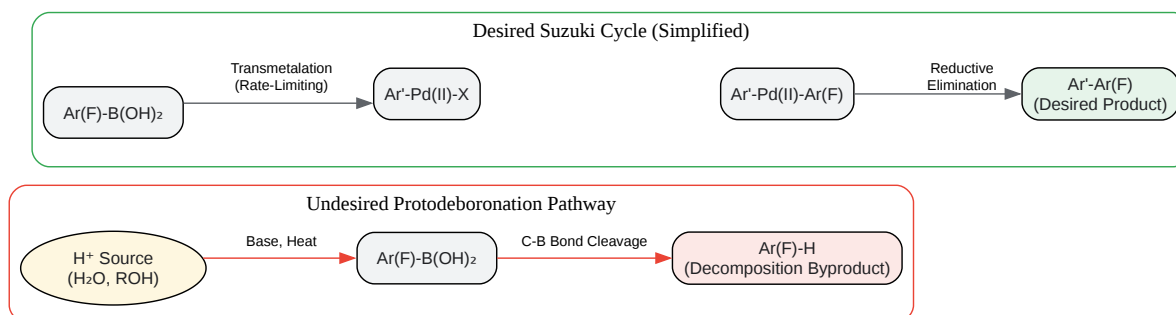 Desired Suzuki Cycle (Simplified)
Transmetalation
(Rate-Limiting)
Reductive
Elimination
Ar(F)-B(OH)₂
Ar'-Pd(II)-X
Ar'-Pd(II)-Ar(F)
Ar'-Ar(F)
(Desired Product)
Undesired Protodeboronation Pathway
H⁺ Source
(H₂O, ROH)
Base, Heat
Ar(F)-B(OH)₂
C-B Bond Cleavage
Ar(F)-H
(Decomposition Byproduct)